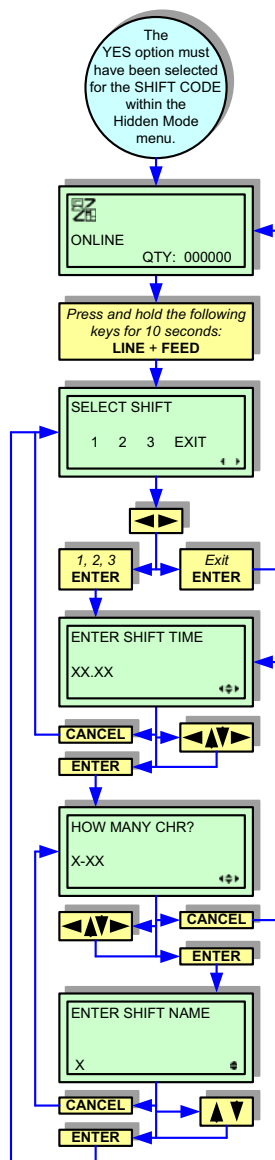 The
YES option must
have been selected
for the SHIFT CODE
within the
Hidden Mode
menu.
ONLINE
QTY: 000000
Press and hold the following
keys for 10 seconds:
LINE + FEED
SELECT SHIFT
1 2 3 EXIT
1, 2, 3
ENTER
Exit
ENTER
ENTER SHIFT TIME
XX.XX
CANCEL
ENTER
HOW MANY CHR?
X-XX
CANCEL
ENTER
ENTER SHIFT NAME
X
CANCEL
ENTER